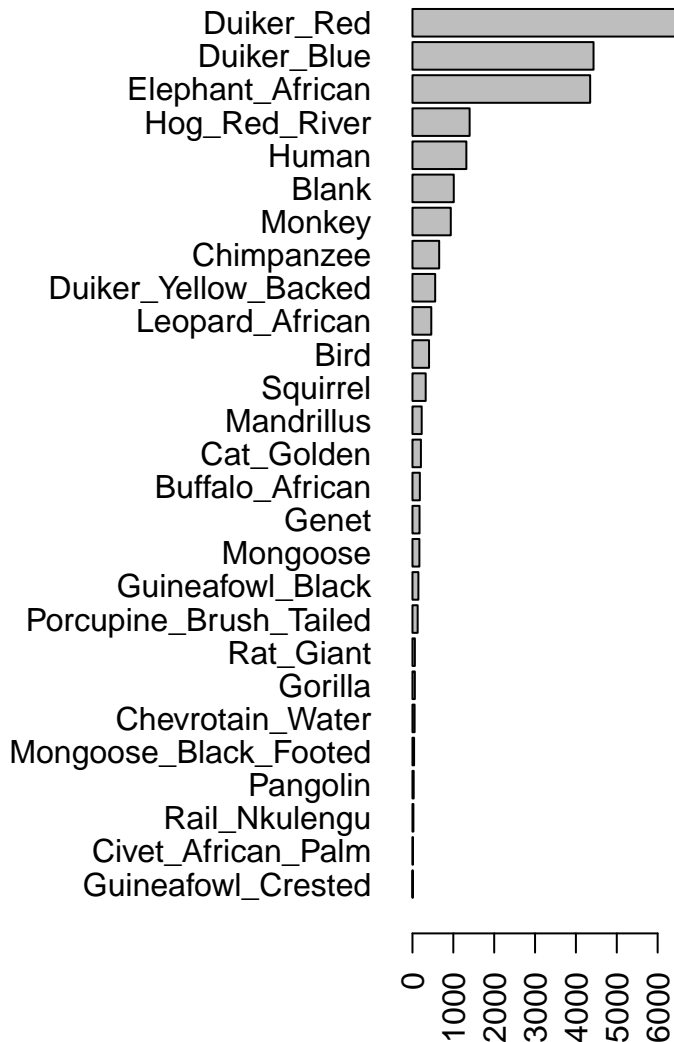 Duiker_Red
Duiker_Blue
Elephant_African
Hog_Red_River
Human
Blank
Monkey
Chimpanzee
Duiker_Yellow_Backed
Leopard_African
Bird
Squirrel
Mandrillus
Cat_Golden
Buffalo_African
Genet
Mongoose
Guineafowl_Black
Porcupine_Brush_Tailed
Rat_Giant
Gorilla
Chevrotain_Water
Mongoose_Black_Footed
Pangolin
Rail_Nkulengu
Civet_African_Palm
Guineafowl_Crested
0
1000
2000
3000
4000
5000
6000